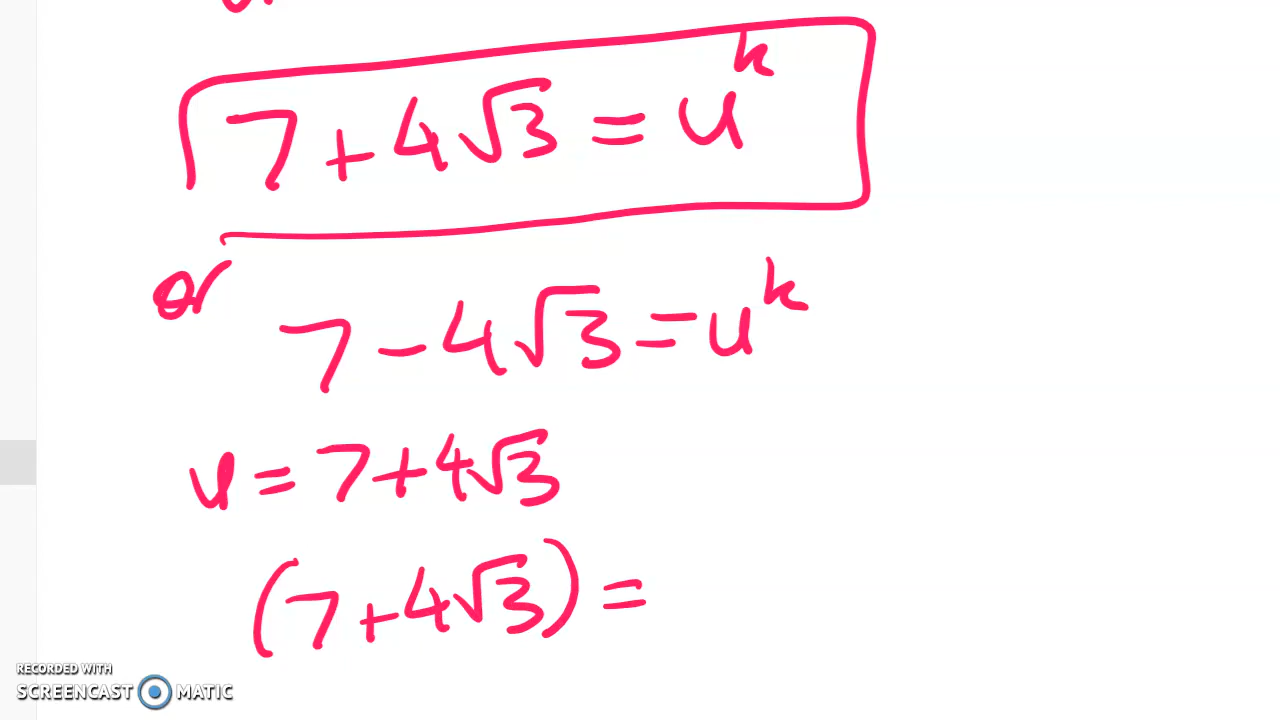 7+4√3 = u^k
or
7-4√3 = u^k
u = 7+4√3
(7+4√3) =
RECORDED WITH
SCREENCAST MATIC